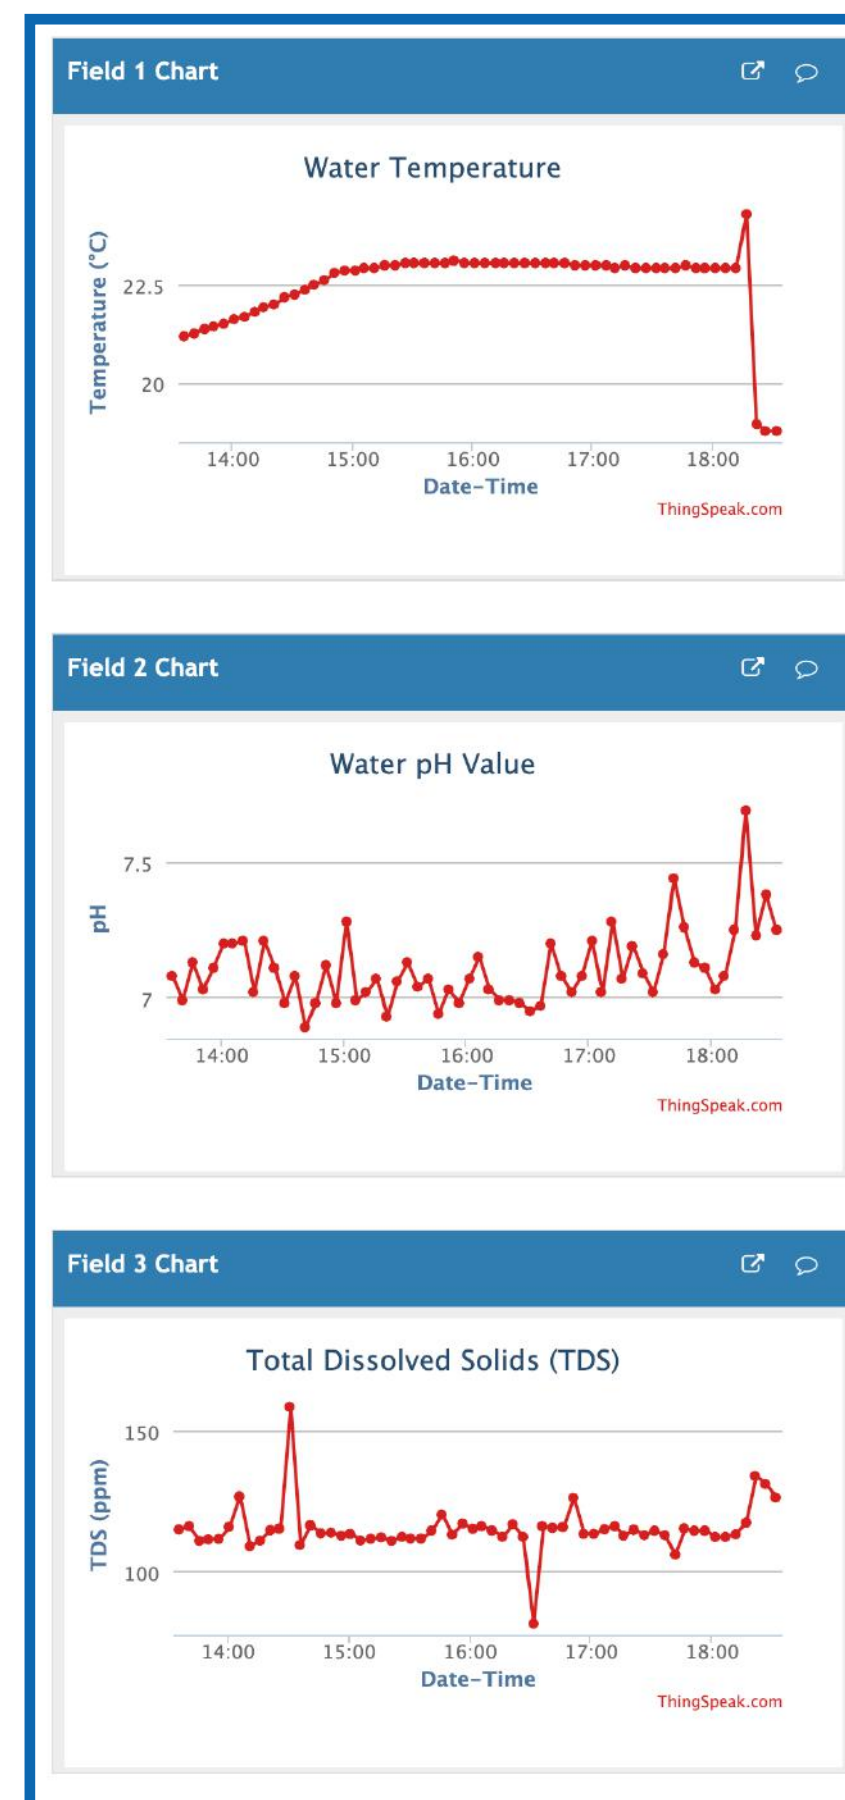 Field 1 Chart
Water Temperature
Temperature (°C)
22.5
20
14:00 15:00 16:00 17:00 18:00
Date-Time
ThingSpeak.com
Field 2 Chart
Water pH Value
pH
7.5
7
14:00 15:00 16:00 17:00 18:00
Date-Time
ThingSpeak.com
Field 3 Chart
Total Dissolved Solids (TDS)
TDS (ppm)
150
100
14:00 15:00 16:00 17:00 18:00
Date-Time
ThingSpeak.com